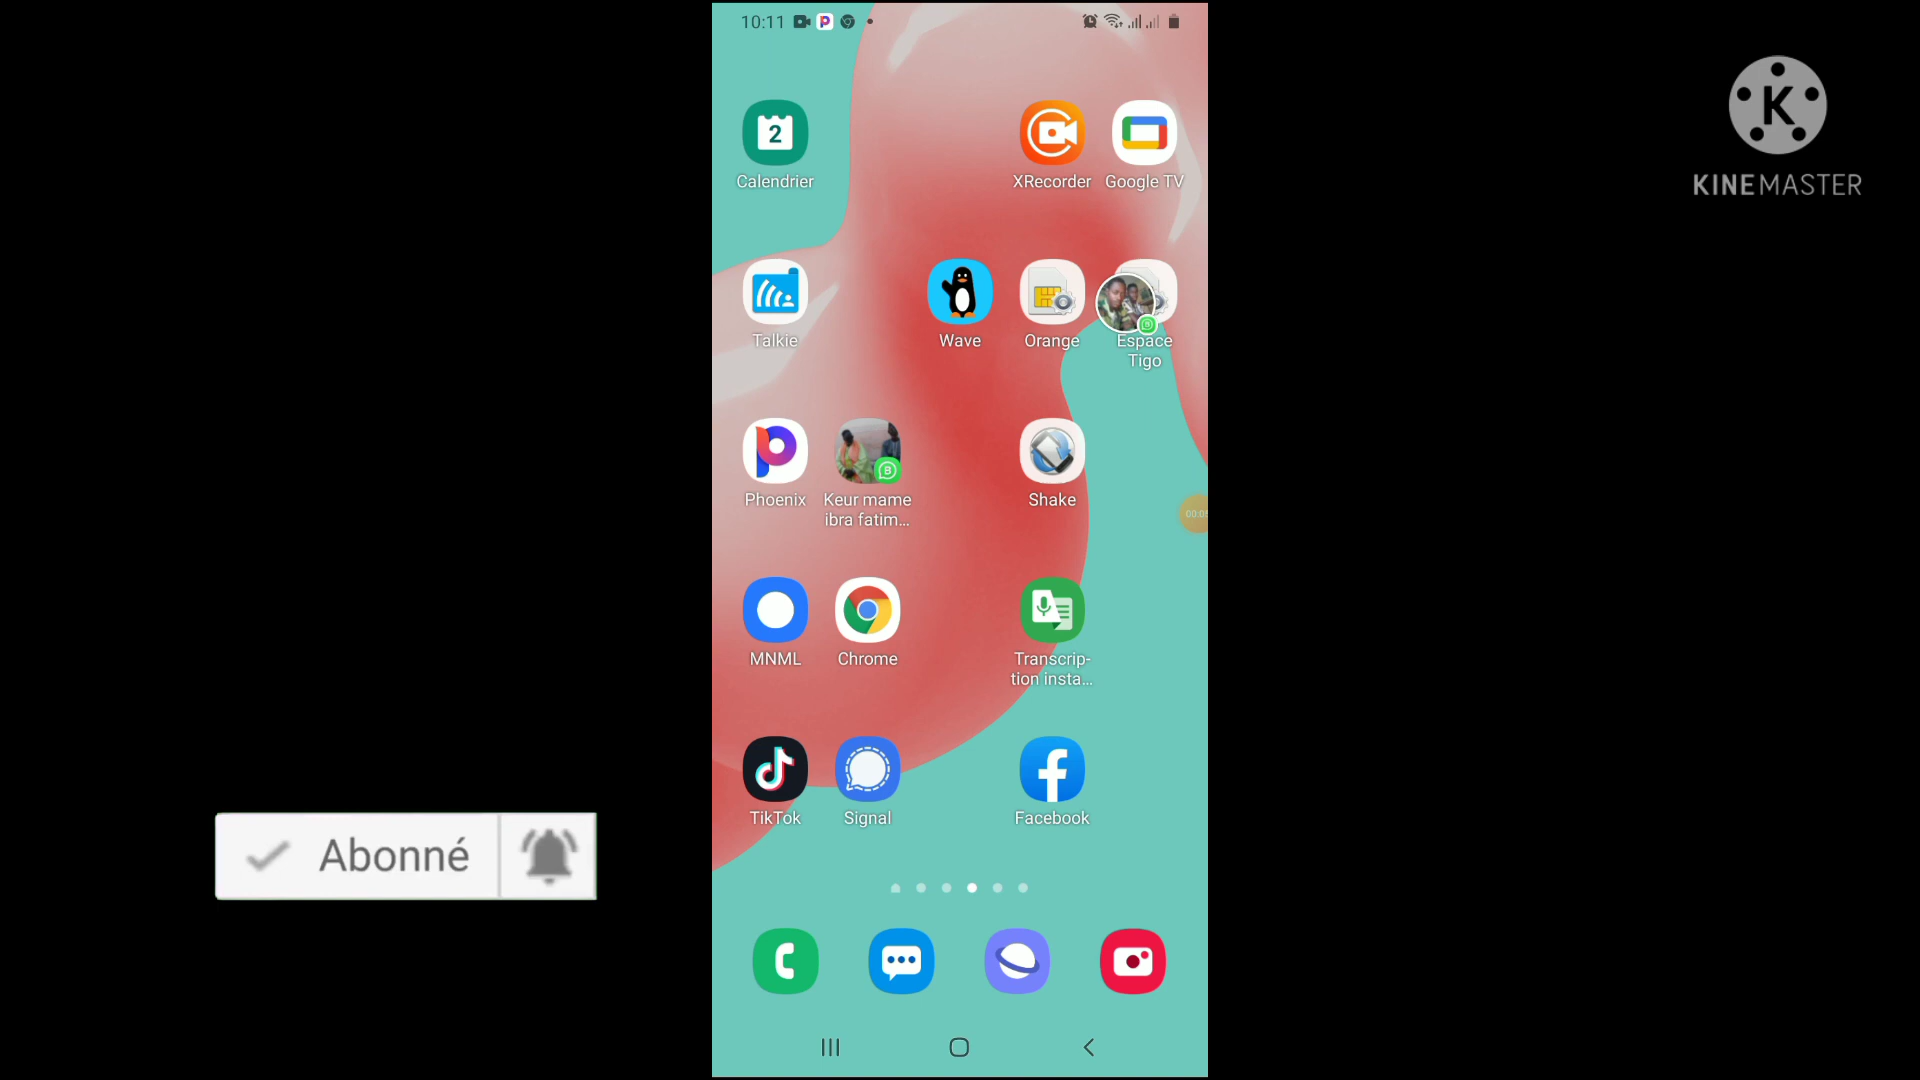 10:11
KINEMASTER
2
Calendrier
XRecorder
Google TV
Talkie
Wave
Orange
Espace
Tigo
Phoenix
Keur mame
ibra fatim...
Shake
MNML
Chrome
Transcrip-
tion insta...
TikTok
Signal
Facebook
Abonné